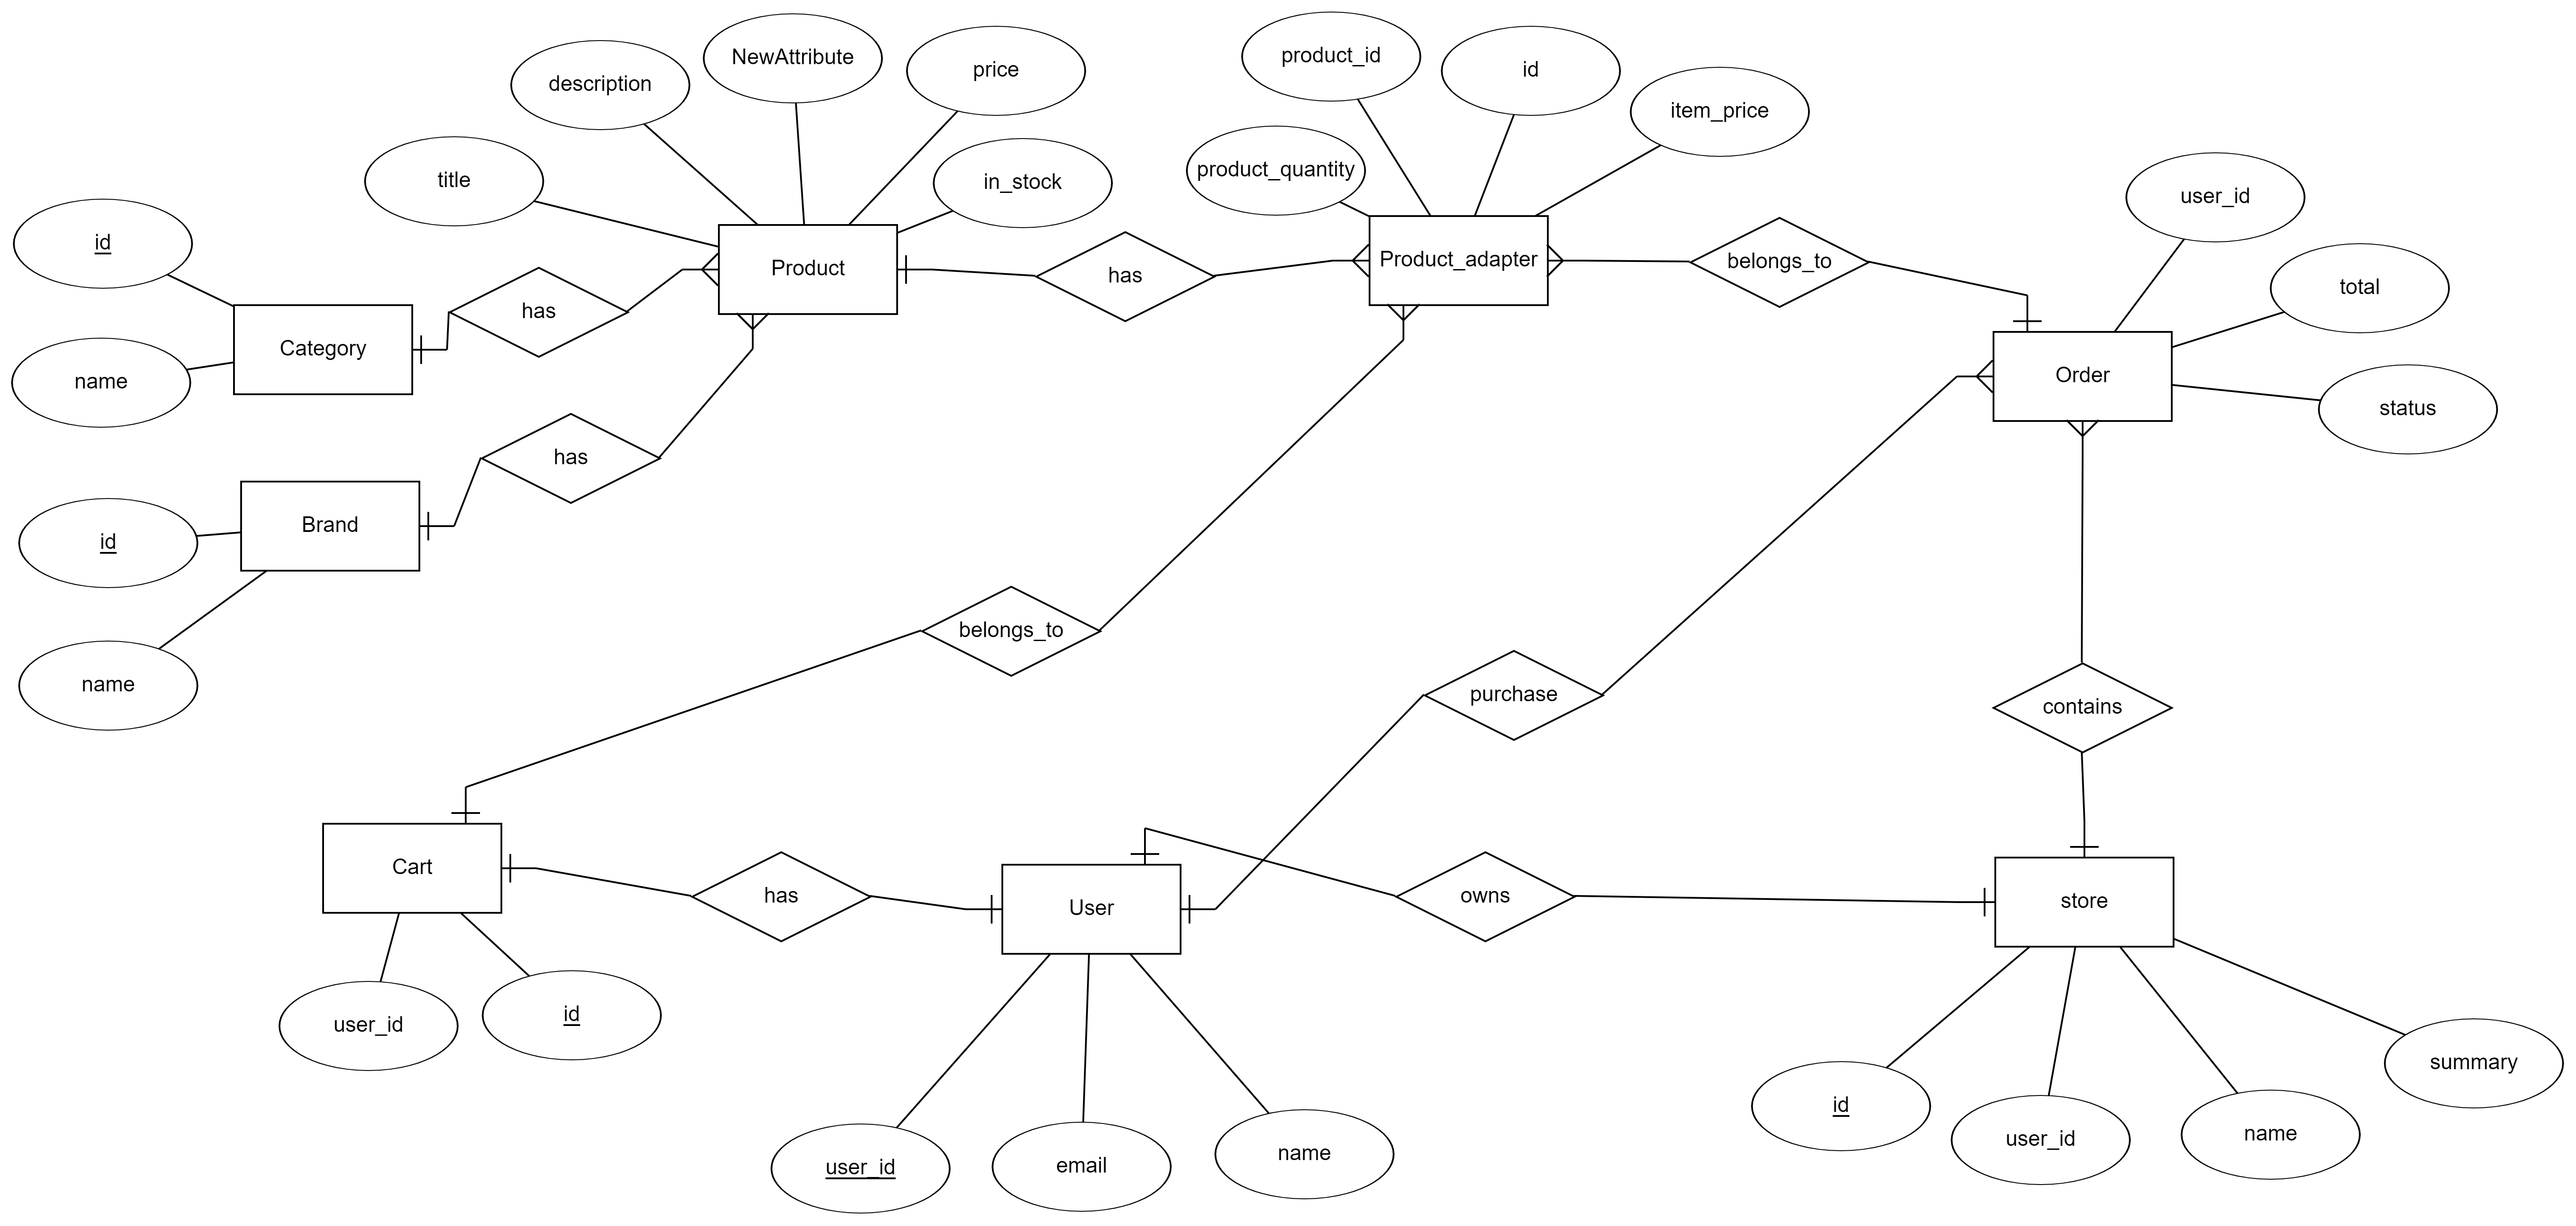 NewAttribute
description
price
product_id
id
item_price
title
in_stock
product_quantity
user_id
id
Product
Product_adapter
has
belongs_to
total
has
Category
name
Order
status
has
Brand
id
name
belongs_to
purchase
contains
Cart
has
User
owns
store
user_id
id
user_id
email
name
id
user_id
name
summary